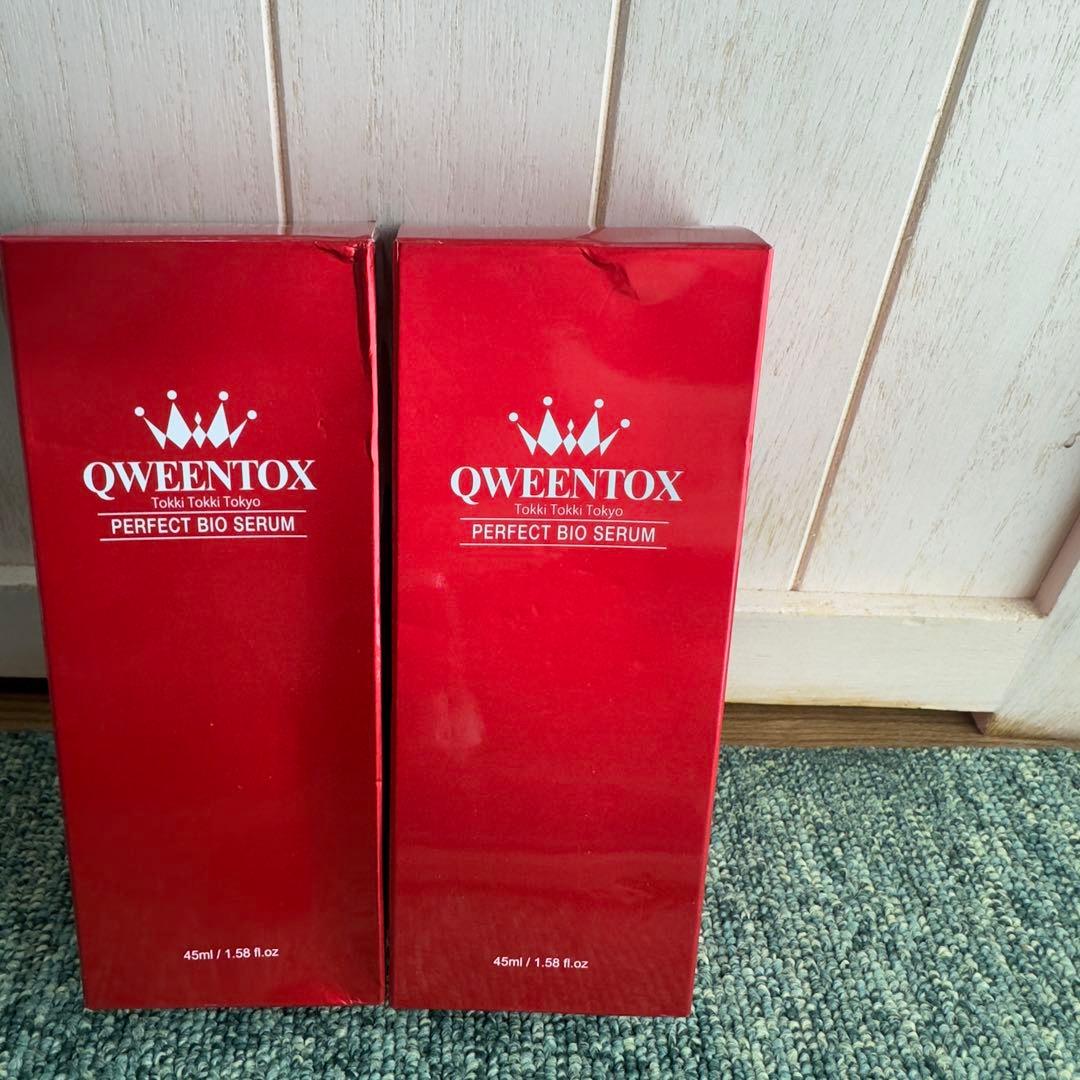 QWEENTOX
Tokki Tokki Tokyo
PERFECT BIO SERUM
45ml / 1.58 fl.oz
QWEENTOX
Tokki Tokki Tokyo
PERFECT BIO SERUM
45ml / 1.58 fl.oz